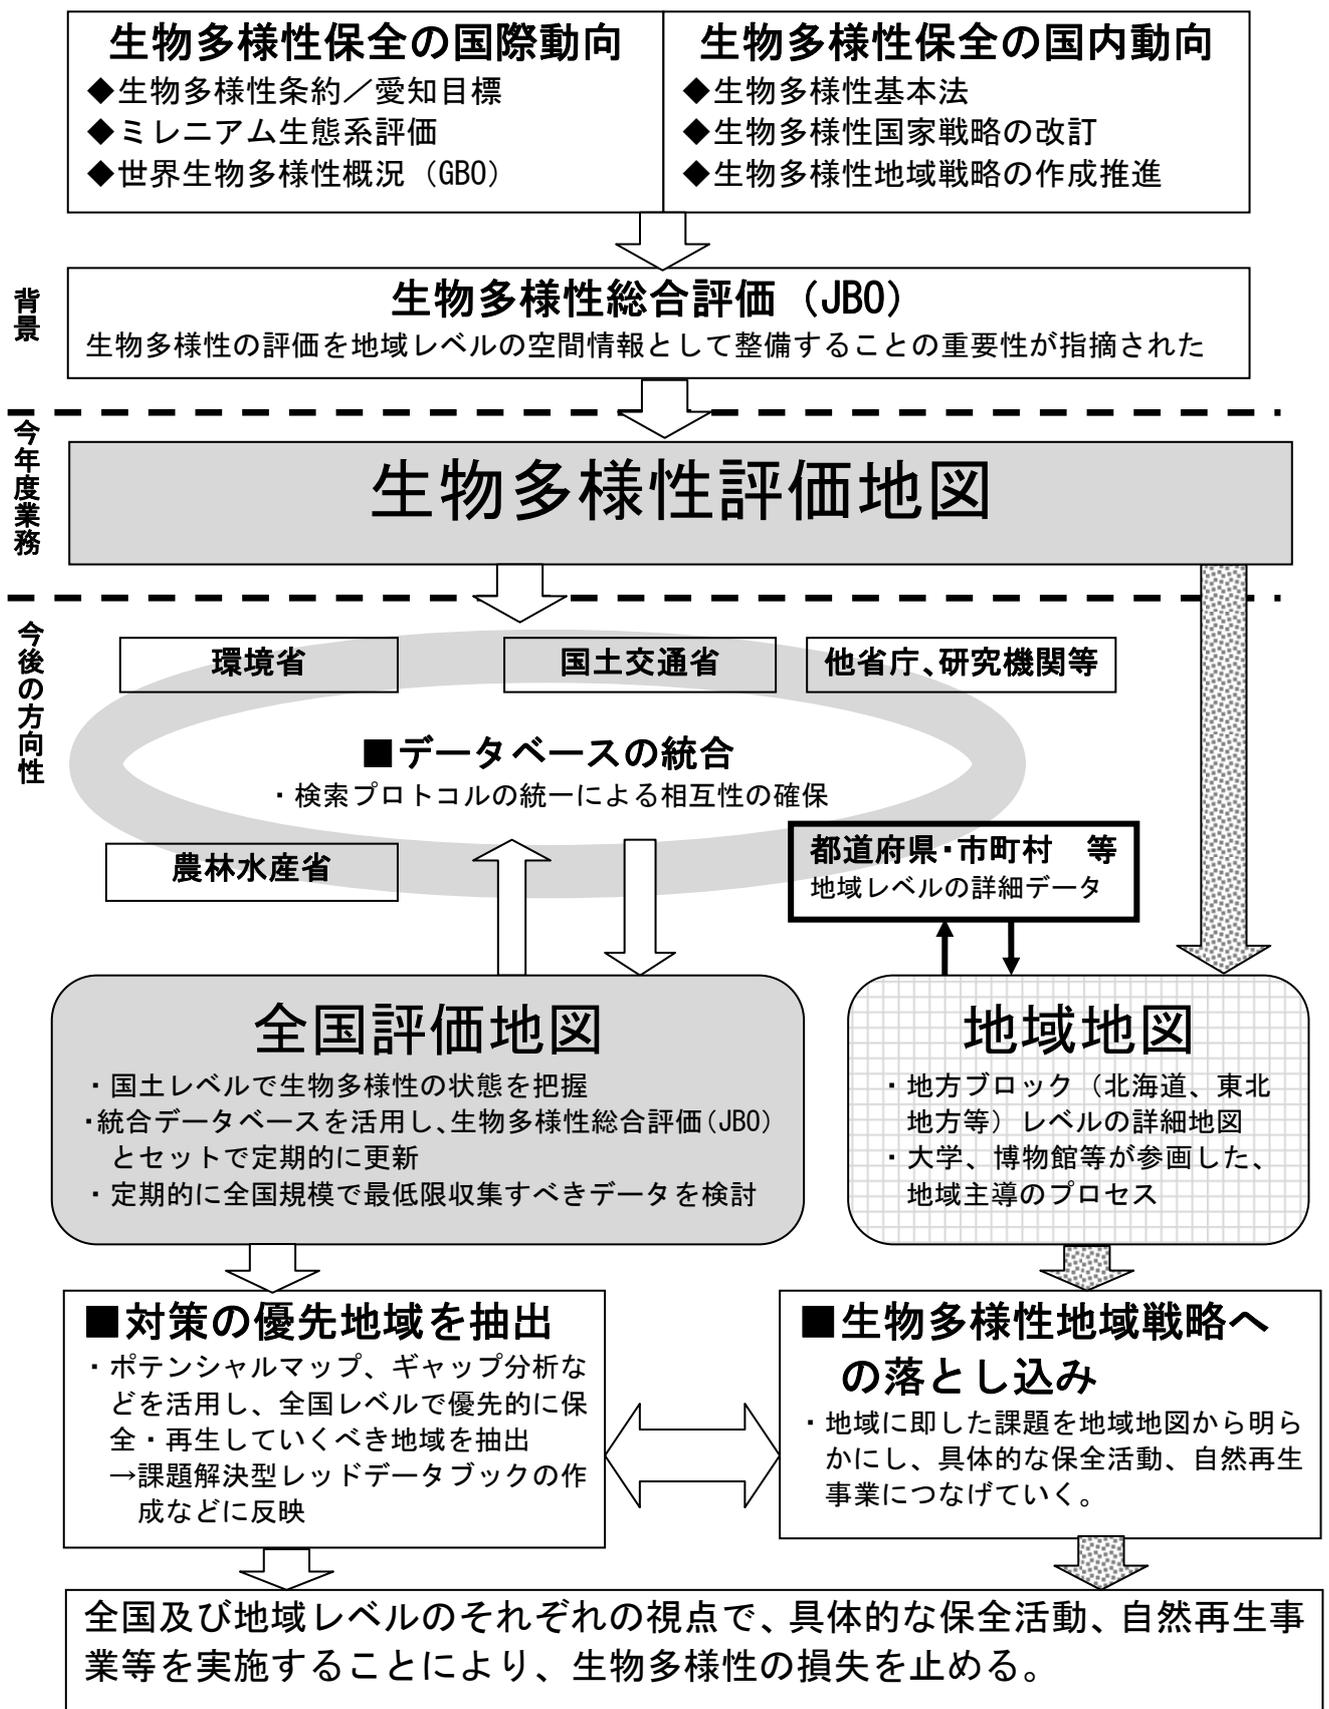 生物多様性保全の国際動向
◆生物多様性条約／愛知目標
◆ミレニアム生態系評価
◆世界生物多様性概況（GBO）
生物多様性保全の国内動向
◆生物多様性基本法
◆生物多様性国家戦略の改訂
◆生物多様性地域戦略の作成推進
背景
生物多様性総合評価（JBO）
生物多様性の評価を地域レベルの空間情報として整備することの重要性が指摘された
今年度業務
生物多様性評価地図
今後の方向性
環境省
国土交通省
他省庁、研究機関等
■データベースの統合
・検索プロトコルの統一による相互性の確保
農林水産省
都道府県・市町村　等
地域レベルの詳細データ
全国評価地図
・国土レベルで生物多様性の状態を把握
・統合データベースを活用し、生物多様性総合評価（JBO）
とセットで定期的に更新
・定期的に全国規模で最低限収集すべきデータを検討
地域地図
・地方ブロック（北海道、東北
地方等）レベルの詳細地図
・大学、博物館等が参画した、
地域主導のプロセス
■対策の優先地域を抽出
・ポテンシャルマップ、ギャップ分析な
どを活用し、全国レベルで優先的に保
全・再生していくべき地域を抽出
→課題解決型レッドデータブックの作
成などに反映
■生物多様性地域戦略へ
の落とし込み
・地域に即した課題を地域地図から明ら
かにし、具体的な保全活動、自然再生
事業につなげていく。
全国及び地域レベルのそれぞれの視点で、具体的な保全活動、自然再生事
業等を実施することにより、生物多様性の損失を止める。